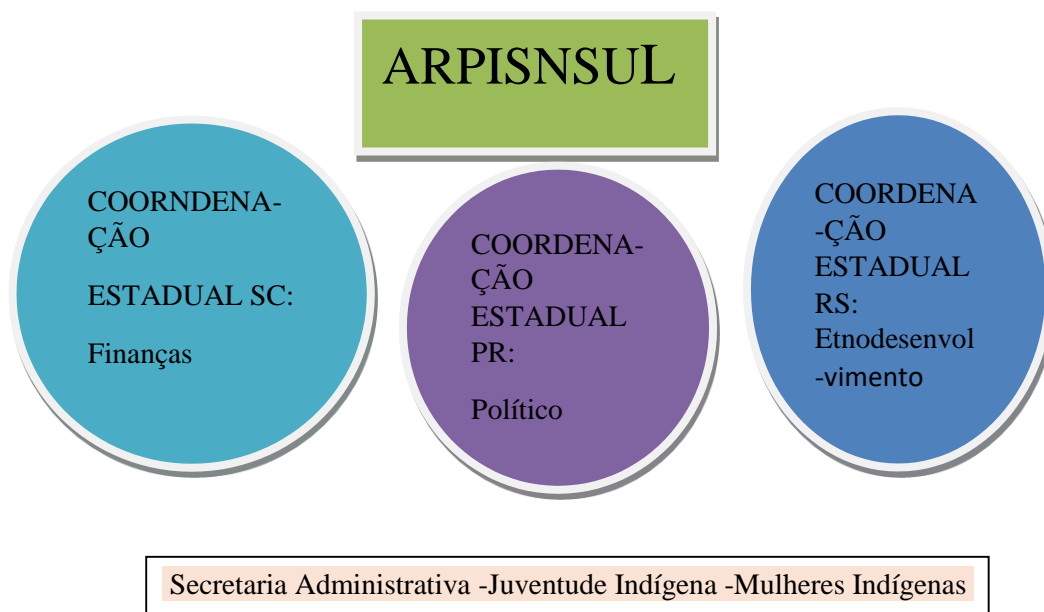 ARPISNSUL
COORNDENA-
ÇÃO
ESTADUAL SC:
Finanças
COORDENA-
ÇÃO
ESTADUAL
PR:
Político
COORDENA
-ÇÃO
ESTADUAL
RS:
Etnodesenvol
-vimento
Secretaria Administrativa -Juventude Indígena -Mulheres Indígenas